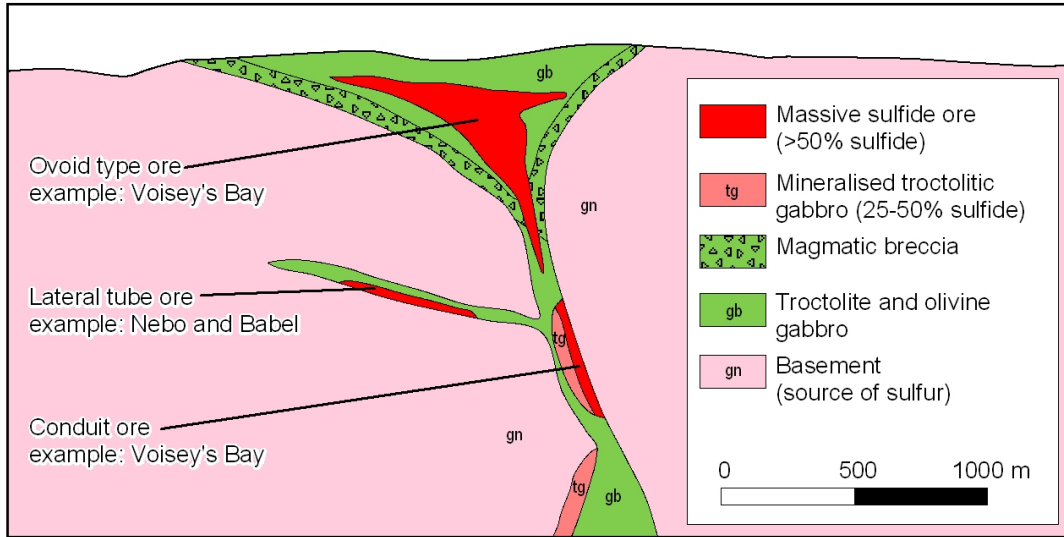 gb
Ovoid type ore
example: Voisey's Bay
gn
Lateral tube ore
example: Nebo and Babel
tg
Conduit ore
example: Voisey's Bay
gn
tg
gb
Massive sulfide ore
(>50% sulfide)
tg
Mineralised troctolitic
gabbro (25-50% sulfide)
Magmatic breccia
gb
Troctolite and olivine
gabbro
gn
Basement
(source of sulfur)
0 500 1000 m